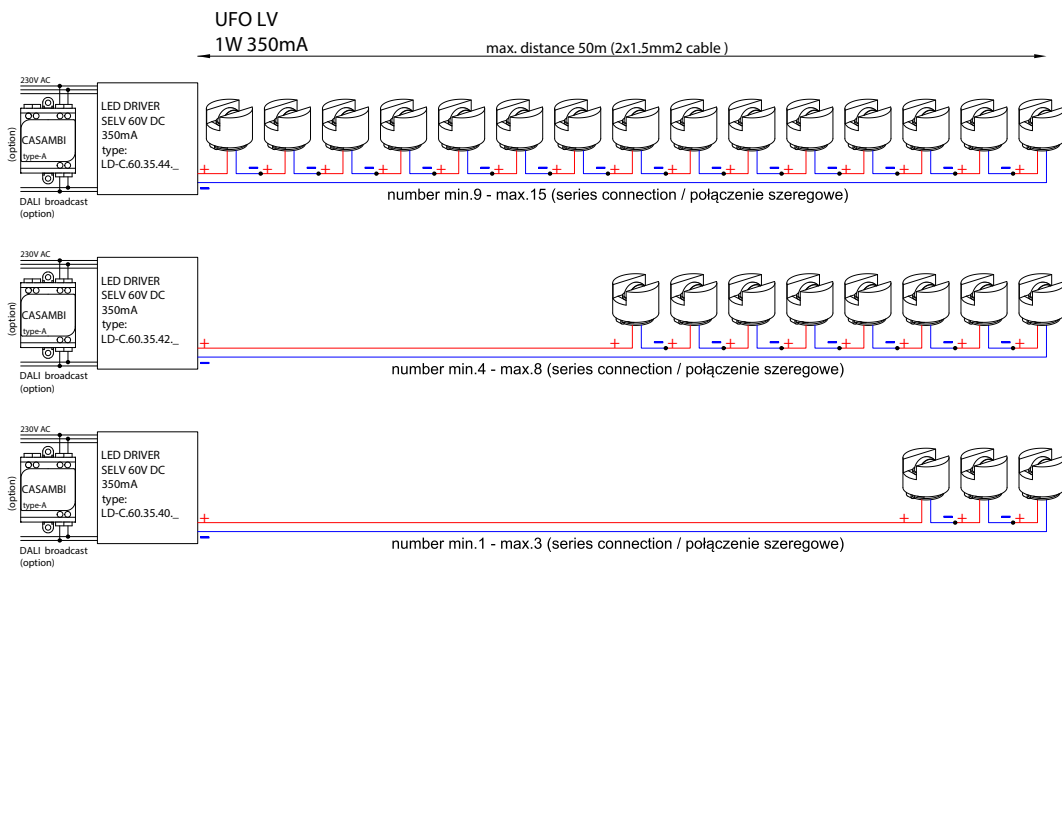 UFO LV
1W 350mA
max. distance 50m (2x1.5mm2 cable )
230V AC
(option)
CASAMBI
type-A
DALI broadcast
(option)
LED DRIVER
SELV 60V DC
350mA
type:
LD-C.60.35.44._
number min.9 - max.15 (series connection / połączenie szeregowe)
230V AC
(option)
CASAMBI
type-A
DALI broadcast
(option)
LED DRIVER
SELV 60V DC
350mA
type:
LD-C.60.35.42._
number min.4 - max.8 (series connection / połączenie szeregowe)
230V AC
(option)
CASAMBI
type-A
DALI broadcast
(option)
LED DRIVER
SELV 60V DC
350mA
type:
LD-C.60.35.40._
number min.1 - max.3 (series connection / połączenie szeregowe)